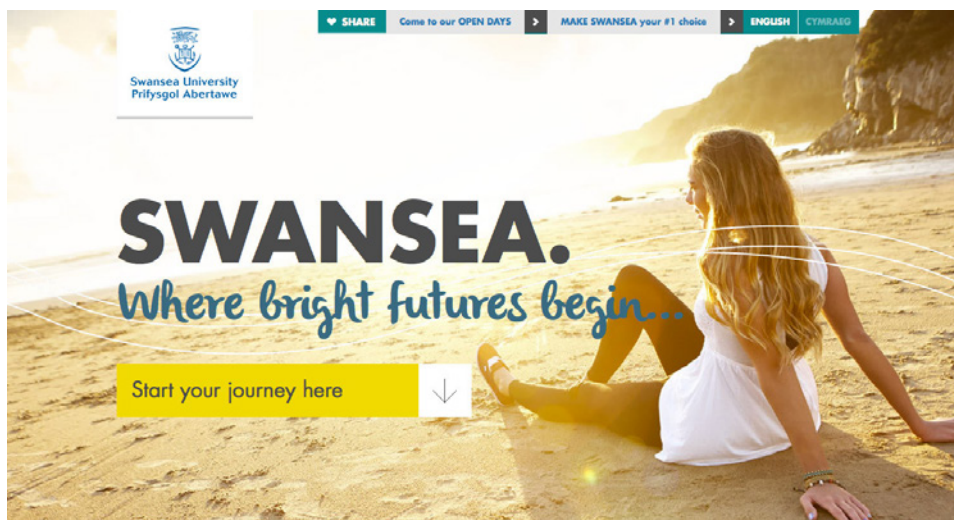 SHARE
Come to our OPEN DAYS
MAKE SWANSEA your #1 choice
ENGLISH
CYMRAEG
Swansea University
Prifysgol Abertawe
SWANSEA.
Where bright futures begin...
Start your journey here